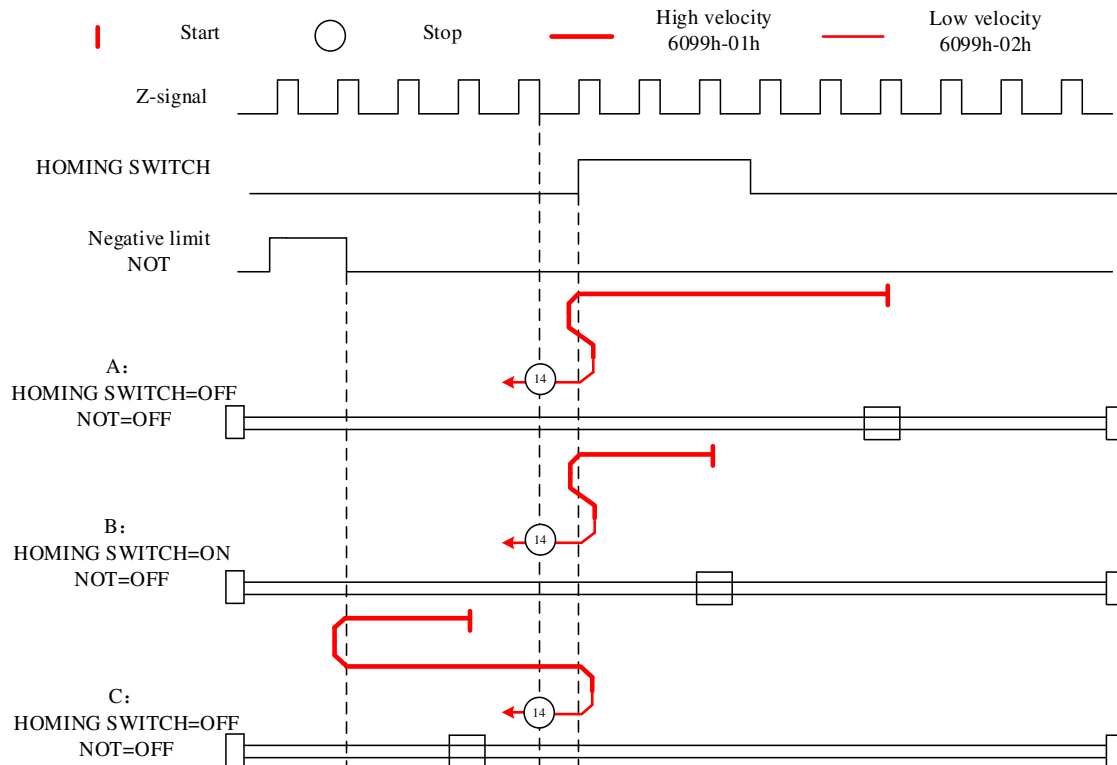 Start
Stop
High velocity
6099h-01h
Low velocity
6099h-02h
Z-signal
HOMING SWITCH
Negative limit
NOT
A：
HOMING SWITCH=OFF
NOT=OFF
14
B：
HOMING SWITCH=ON
NOT=OFF
14
C：
HOMING SWITCH=OFF
NOT=OFF
14